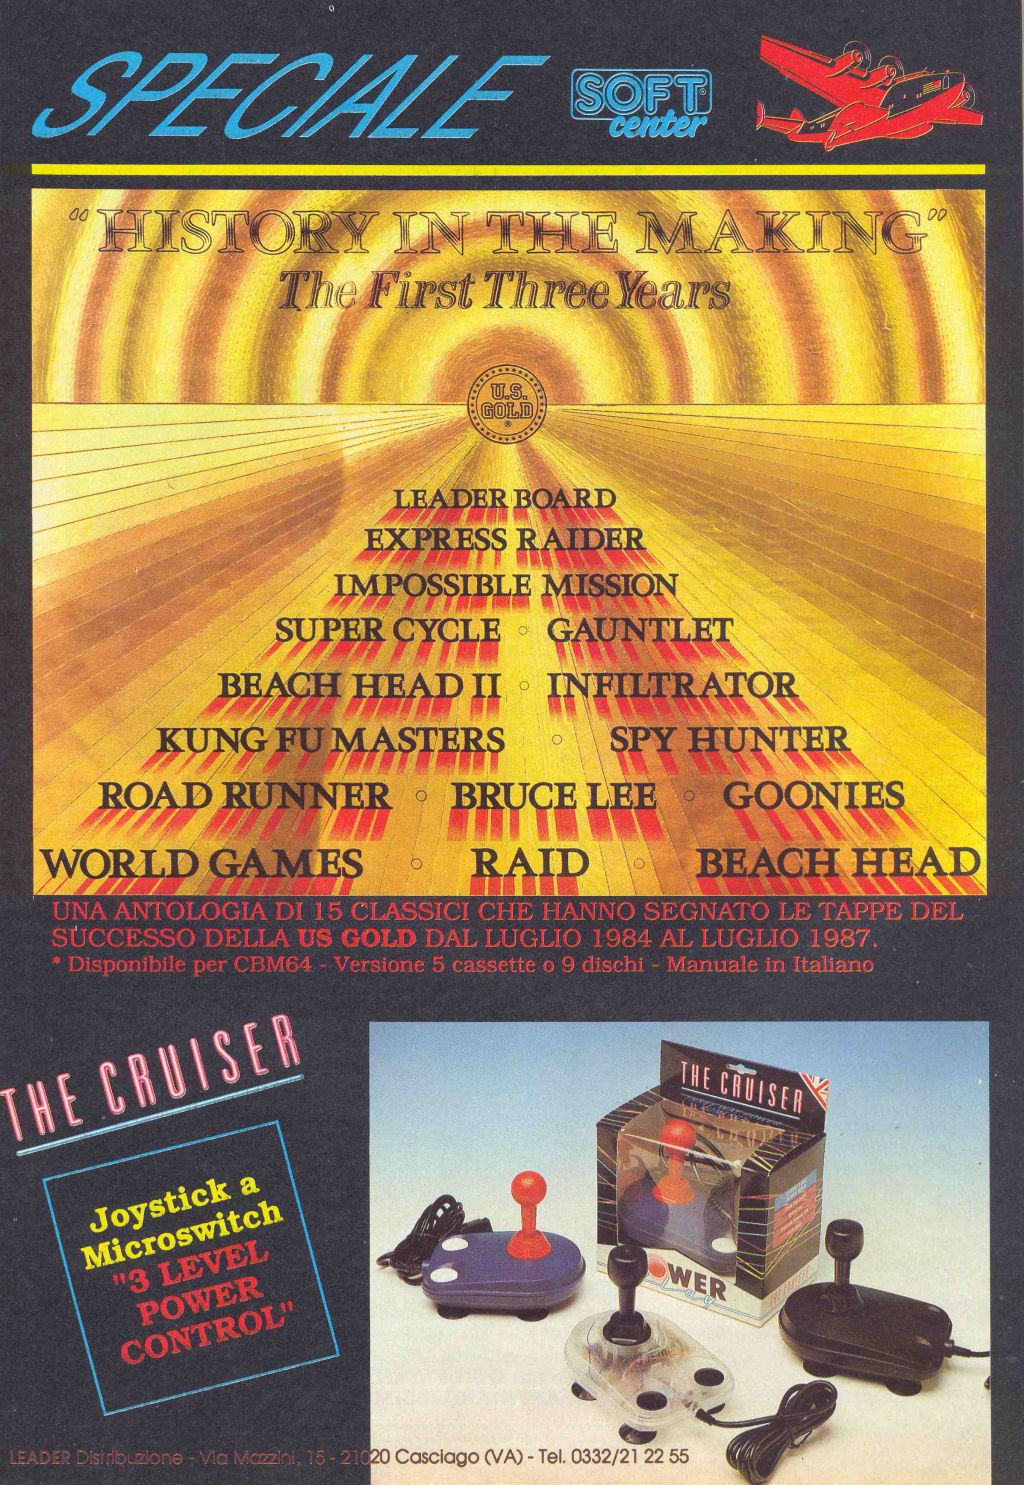 SPECIALE
SOFT
center
"HISTORY IN THE MAKING"
The First Three Years
U.S.
GOLD
LEADER BOARD
EXPRESS RAIDER
IMPOSSIBLE MISSION
SUPER CYCLE ○ GAUNTLET
BEACH HEAD II ○ INFILTRATOR
KUNG FU MASTERS ○ SPY HUNTER
ROAD RUNNER ○ BRUCE LEE ○ GOONIES
WORLD GAMES ○ RAID ○ BEACH HEAD
UNA ANTOLOGIA DI 15 CLASSICI CHE HANNO SEGNATO LE TAPPE DEL
SUCCESSO DELLA US GOLD DAL LUGLIO 1984 AL LUGLIO 1987.
* Disponibile per CBM64 - Versione 5 cassette o 9 dischi - Manuale in Italiano
THE CRUISER
Joystick a
Microswitch
"3 LEVEL
POWER
CONTROL"
THE CRUISER
THE CRUISER
LEADER Distribuzione - Via Mazzini, 15 - 21020 Casciago (VA) - Tel. 0332/21 22 55